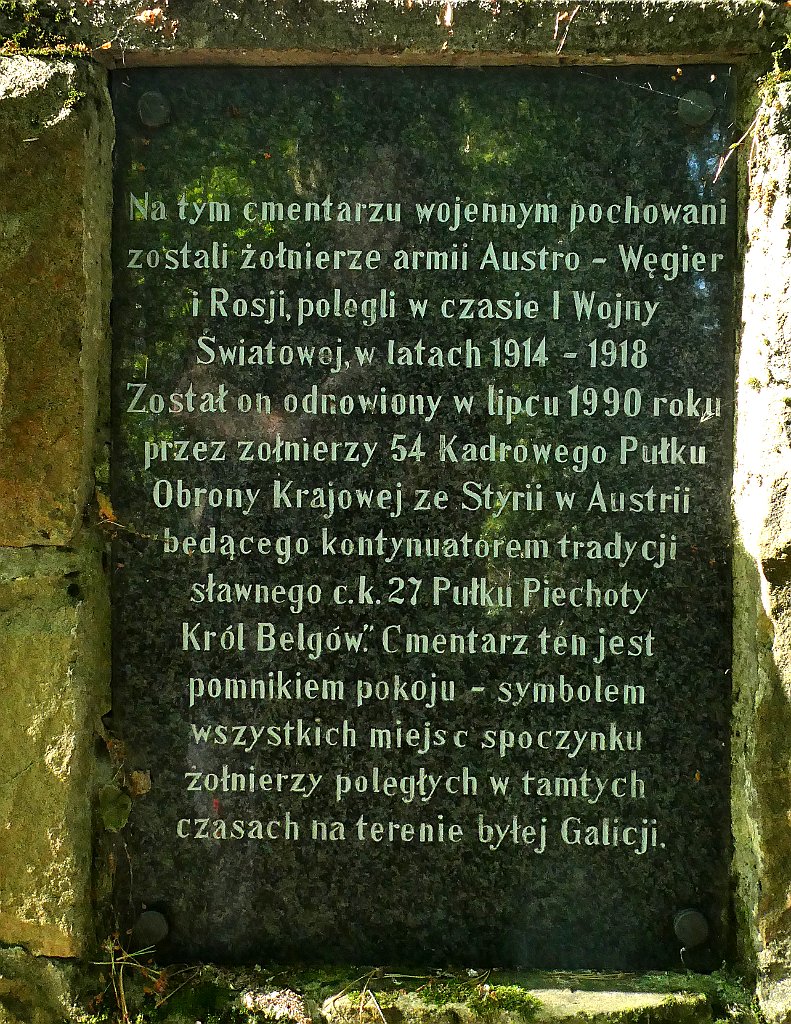 Na tym cmentarzu wojennym pochowani
zostali żołnierze armii Austro - Węgier
i Rosji, polegli w czasie I Wojny
Światowej, w latach 1914 - 1918
Został on odnowiony w lipcu 1990 roku
przez zołnierzy 54 Kadrowego Pułku
Obrony Krajowej ze Styrii w Austrii
bedącego kontynuatorem tradycji
sławnego c.k. 27 Pułku Piechoty
Król Belgów." Cmentarz ten jest
pomnikiem pokoju - symbolem
wszystkich miejsc spoczynku
żołnierzy poległych w tamtych
czasach na terenie byłej Galicji.